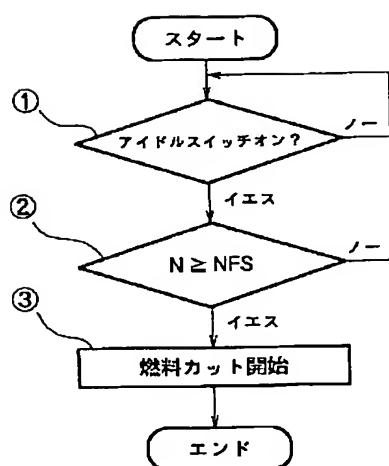 スタート
①
アイドルスイッチオン？
ノー
イエス
②
N ≧ NFS
ノー
イエス
③
燃料カット開始
エンド